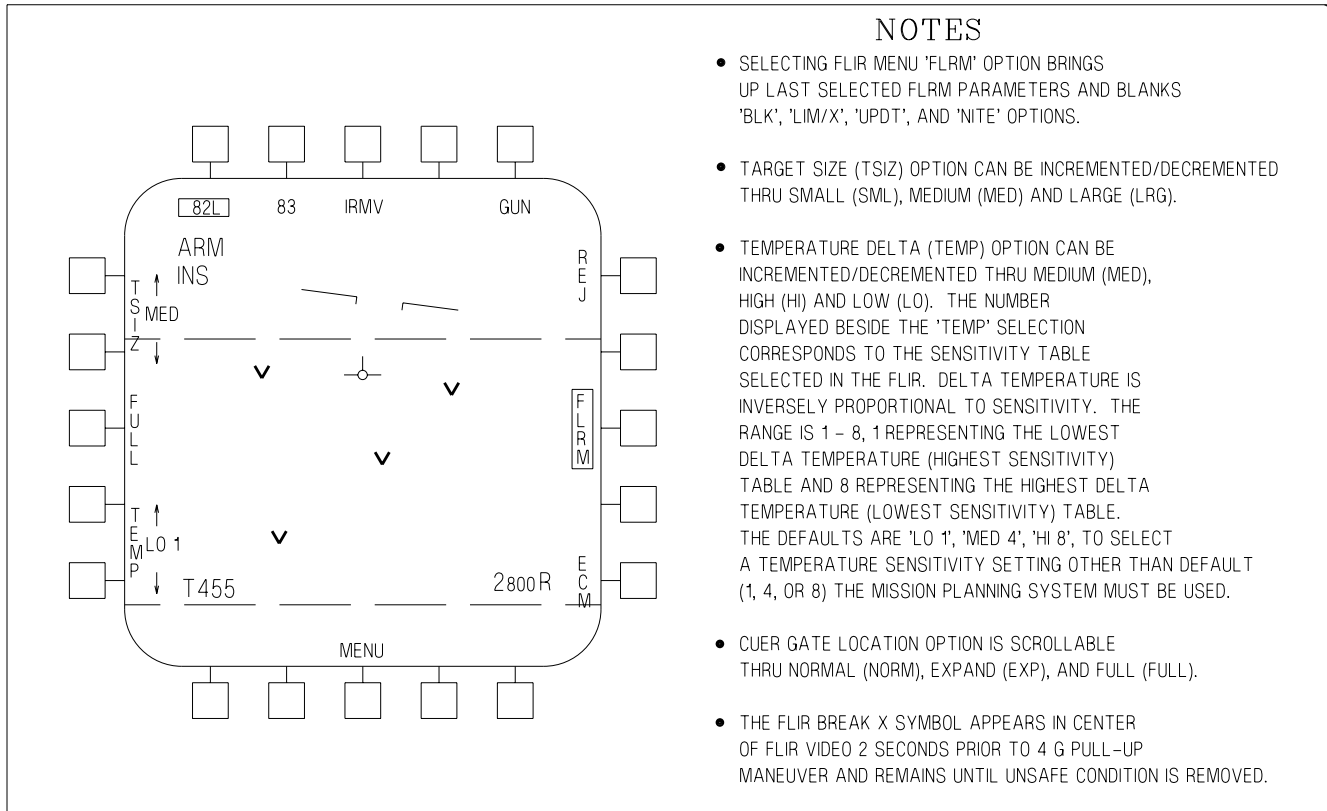 82L 83 IRMV GUN
ARM
INS
TSIZ
MED
REJ
FULL
FLRM
TEMP
LO 1
T455
2800 R
ECM
MENU
NOTES
• SELECTING FLIR MENU 'FLRM' OPTION BRINGS
UP LAST SELECTED FLRM PARAMETERS AND BLANKS
'BLK', 'LIM/X', 'UPDT', AND 'NITE' OPTIONS.
• TARGET SIZE (TSIZ) OPTION CAN BE INCREMENTED/DECREMENTED
THRU SMALL (SML), MEDIUM (MED) AND LARGE (LRG).
• TEMPERATURE DELTA (TEMP) OPTION CAN BE
INCREMENTED/DECREMENTED THRU MEDIUM (MED),
HIGH (HI) AND LOW (LO). THE NUMBER
DISPLAYED BESIDE THE 'TEMP' SELECTION
CORRESPONDS TO THE SENSITIVITY TABLE
SELECTED IN THE FLIR. DELTA TEMPERATURE IS
INVERSELY PROPORTIONAL TO SENSITIVITY. THE
RANGE IS 1 – 8, 1 REPRESENTING THE LOWEST
DELTA TEMPERATURE (HIGHEST SENSITIVITY)
TABLE AND 8 REPRESENTING THE HIGHEST DELTA
TEMPERATURE (LOWEST SENSITIVITY) TABLE.
THE DEFAULTS ARE 'LO 1', 'MED 4', 'HI 8', TO SELECT
A TEMPERATURE SENSITIVITY SETTING OTHER THAN DEFAULT
(1, 4, OR 8) THE MISSION PLANNING SYSTEM MUST BE USED.
• CUER GATE LOCATION OPTION IS SCROLLABLE
THRU NORMAL (NORM), EXPAND (EXP), AND FULL (FULL).
• THE FLIR BREAK X SYMBOL APPEARS IN CENTER
OF FLIR VIDEO 2 SECONDS PRIOR TO 4 G PULL–UP
MANEUVER AND REMAINS UNTIL UNSAFE CONDITION IS REMOVED.